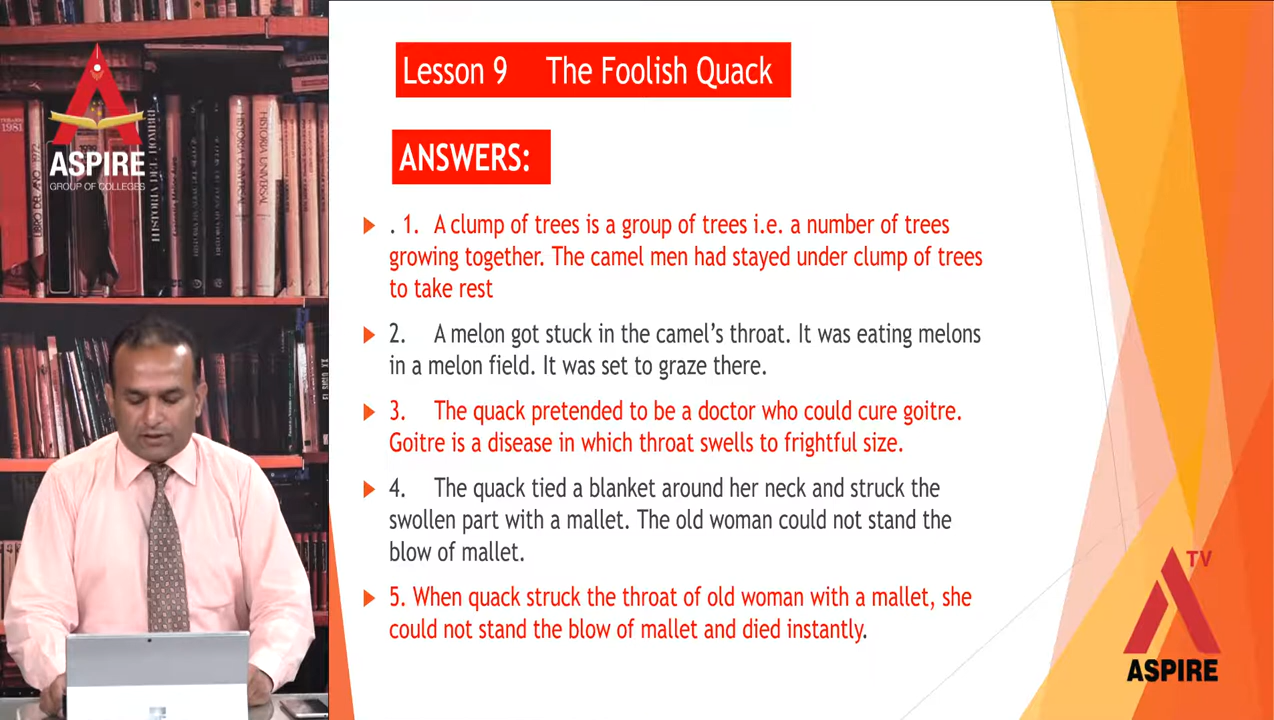 Lesson 9 The Foolish Quack
ANSWERS:
. 1. A clump of trees is a group of trees i.e. a number of trees
growing together. The camel men had stayed under clump of trees
to take rest
2. A melon got stuck in the camel's throat. It was eating melons
in a melon field. It was set to graze there.
3. The quack pretended to be a doctor who could cure goitre.
Goitre is a disease in which throat swells to frightful size.
4. The quack tied a blanket around her neck and struck the
swollen part with a mallet. The old woman could not stand the
blow of mallet.
5. When quack struck the throat of old woman with a mallet, she
could not stand the blow of mallet and died instantly.
ASPIRE
GROUP OF COLLEGES
1981
HISTORIA UNIVERSAL
TV
ASPIRE